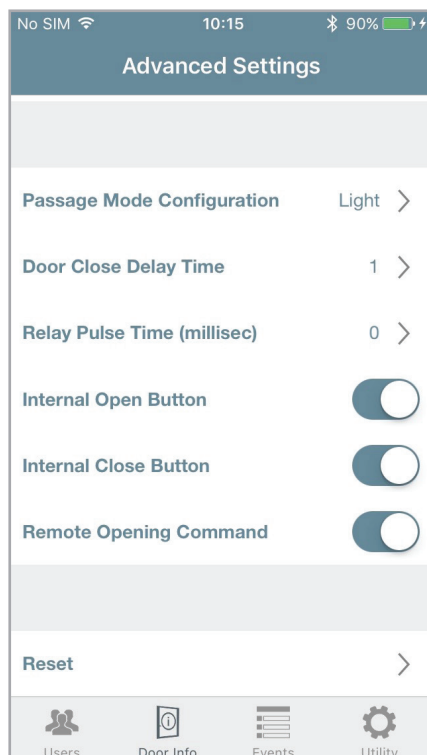 No SIM 10:15 90%
Advanced Settings
Passage Mode Configuration Light
Door Close Delay Time 1
Relay Pulse Time (millisec) 0
Internal Open Button
Internal Close Button
Remote Opening Command
Reset
Users Door Info Events Utility